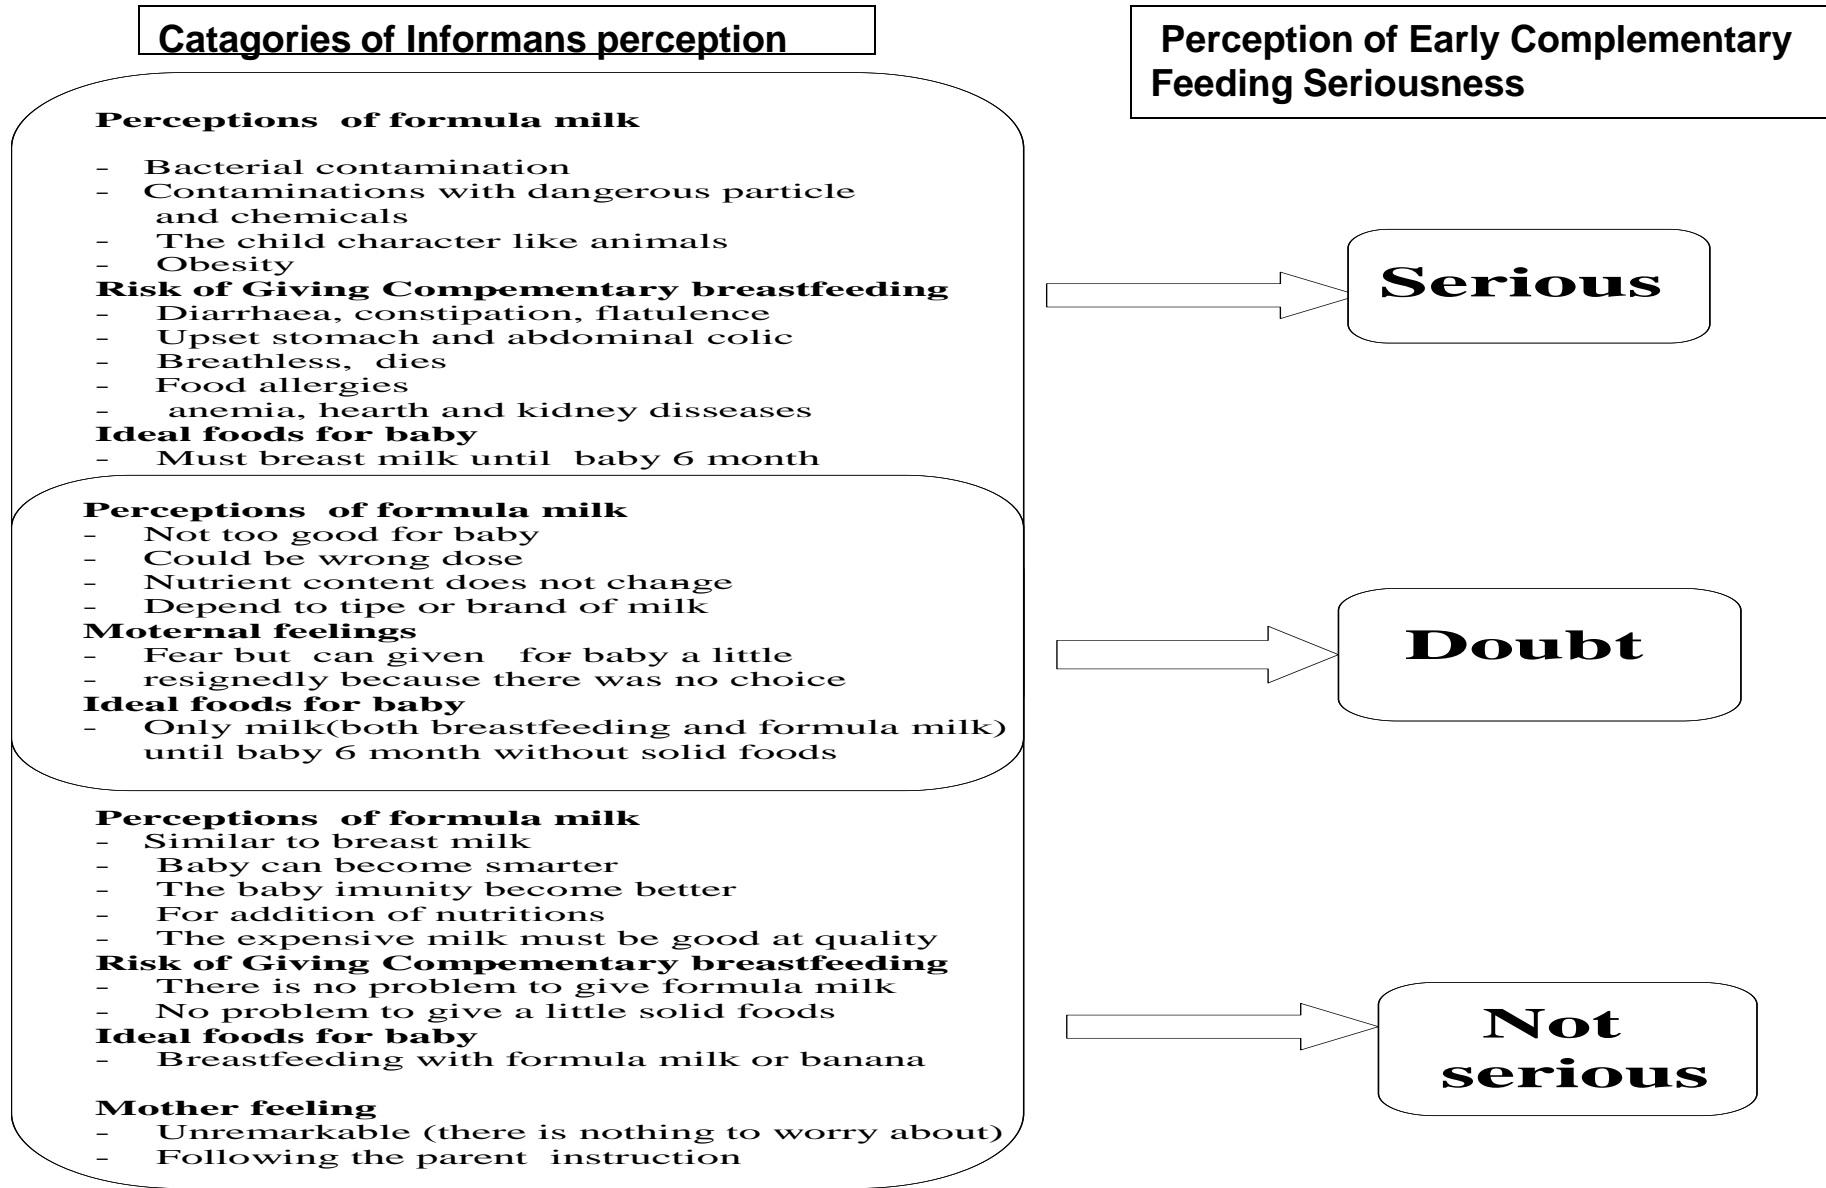 Catagories of Informans perception
Perception of Early Complementary
Feeding Seriousness
Perceptions of formula milk
- Bacterial contamination
- Contaminations with dangerous particle
and chemicals
- The child character like animals
- Obesity
Risk of Giving Compementary breastfeeding
- Diarrhaea, constipation, flatulence
- Upset stomach and abdominal colic
- Breathless, dies
- Food allergies
- anemia, hearth and kidney disseases
Ideal foods for baby
- Must breast milk until baby 6 month
Serious
Perceptions of formula milk
- Not too good for baby
- Could be wrong dose
- Nutrient content does not change
- Depend to tipe or brand of milk
Moternal feelings
- Fear but can given for baby a little
- resignedly because there was no choice
Ideal foods for baby
- Only milk(both breastfeeding and formula milk)
until baby 6 month without solid foods
Doubt
Perceptions of formula milk
- Similar to breast milk
- Baby can become smarter
- The baby imunity become better
- For addition of nutritions
- The expensive milk must be good at quality
Risk of Giving Compementary breastfeeding
- There is no problem to give formula milk
- No problem to give a little solid foods
Ideal foods for baby
- Breastfeeding with formula milk or banana
Mother feeling
- Unremarkable (there is nothing to worry about)
- Following the parent instruction
Not
serious